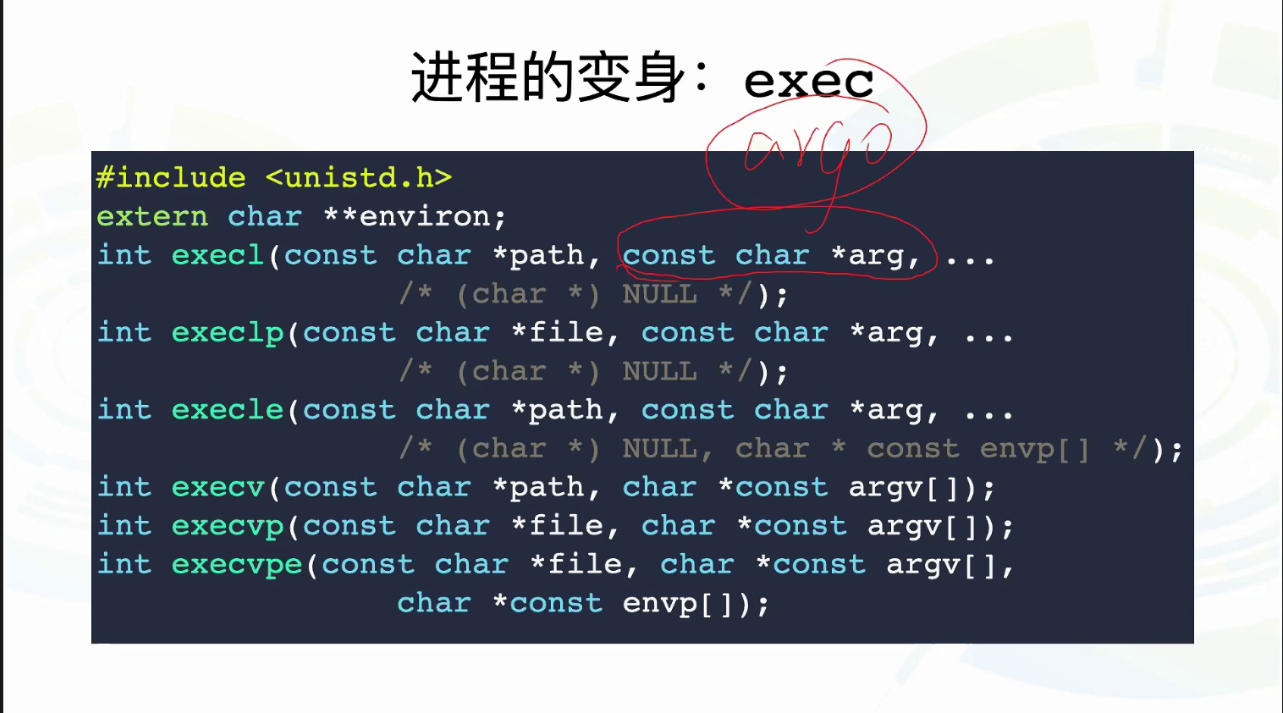 进程的变身：exec
arg0
#include <unistd.h>
extern char **environ;
int execl(const char *path, const char *arg, ...
/* (char *) NULL */);
int execlp(const char *file, const char *arg, ...
/* (char *) NULL */);
int execle(const char *path, const char *arg, ...
/* (char *) NULL, char * const envp[] */);
int execv(const char *path, char *const argv[]);
int execvp(const char *file, char *const argv[]);
int execvpe(const char *file, char *const argv[],
char *const envp[]);